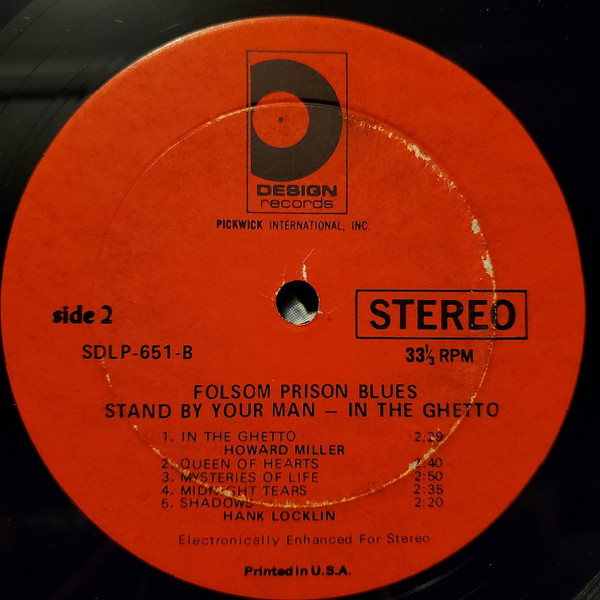 DESIGN
records
PICKWICK INTERNATIONAL, INC.
side 2
STEREO
SDLP-651-B
33⅓ RPM
FOLSOM PRISON BLUES
STAND BY YOUR MAN — IN THE GHETTO
1. IN THE GHETTO 2:29
HOWARD MILLER
2. QUEEN OF HEARTS 2:40
3. MYSTERIES OF LIFE 2:50
4. MIDNIGHT TEARS 2:35
5. SHADOWS 2:20
HANK LOCKLIN
Electronically Enhanced For Stereo
Printed in U.S.A.